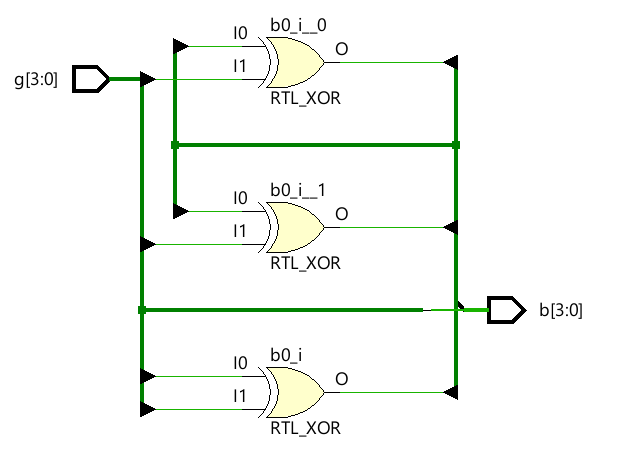 b0_i__0
I0
O
I1
g[3:0]
RTL_XOR
b0_i__1
I0
O
I1
RTL_XOR
b[3:0]
b0_i
I0
O
I1
RTL_XOR